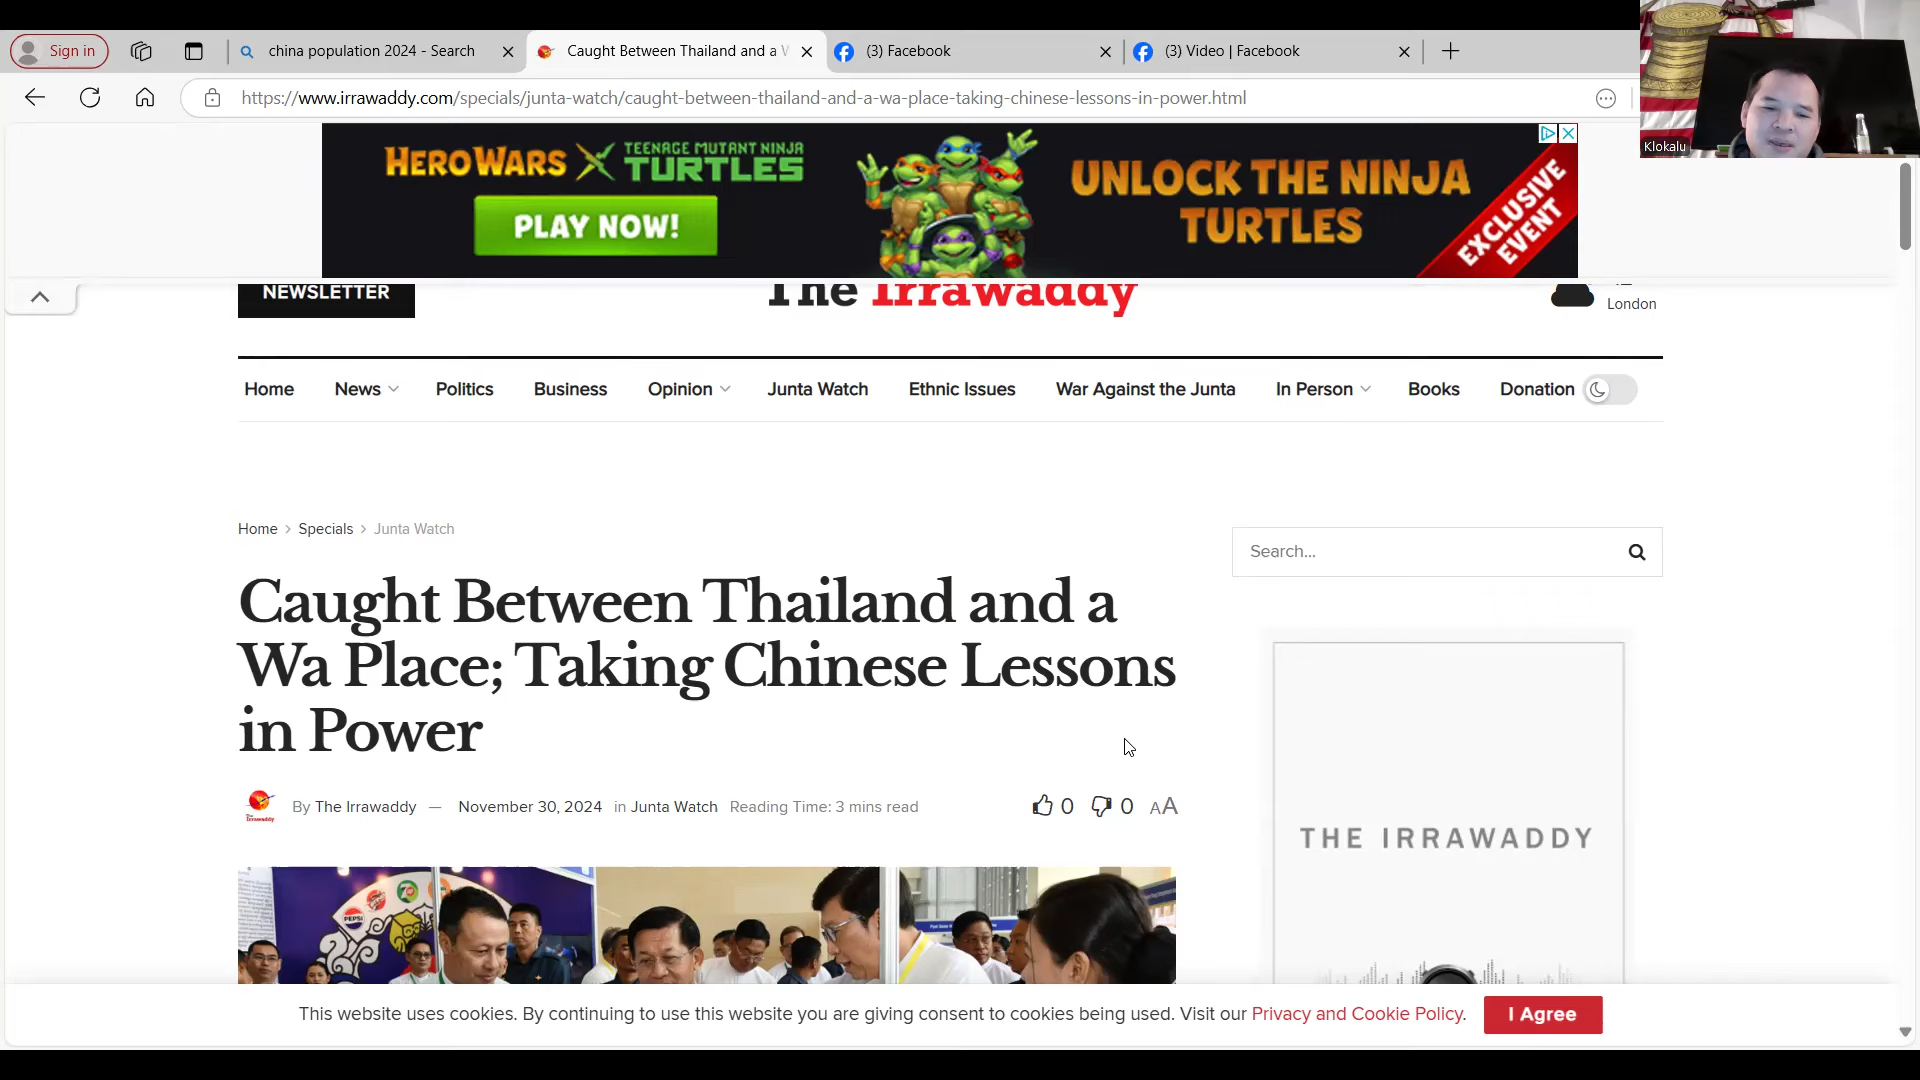 Sign in
china population 2024 - Search
Caught Between Thailand and a W
(3) Facebook
(3) Video | Facebook
https://www.irrawaddy.com/specials/junta-watch/caught-between-thailand-and-a-wa-place-taking-chinese-lessons-in-power.html
Klokalu
HERO WARS X TEENAGE MUTANT NINJA TURTLES
PLAY NOW!
UNLOCK THE NINJA TURTLES
EXCLUSIVE EVENT
NEWSLETTER
The Irrawaddy
London
Home News Politics Business Opinion Junta Watch Ethnic Issues War Against the Junta In Person Books Donation
Home > Specials > Junta Watch
Search...
Caught Between Thailand and a
Wa Place; Taking Chinese Lessons
in Power
By The Irrawaddy — November 30, 2024 in Junta Watch Reading Time: 3 mins read
0 0 AA
THE IRRAWADDY
PEPSI
This website uses cookies. By continuing to use this website you are giving consent to cookies being used. Visit our Privacy and Cookie Policy.
I Agree